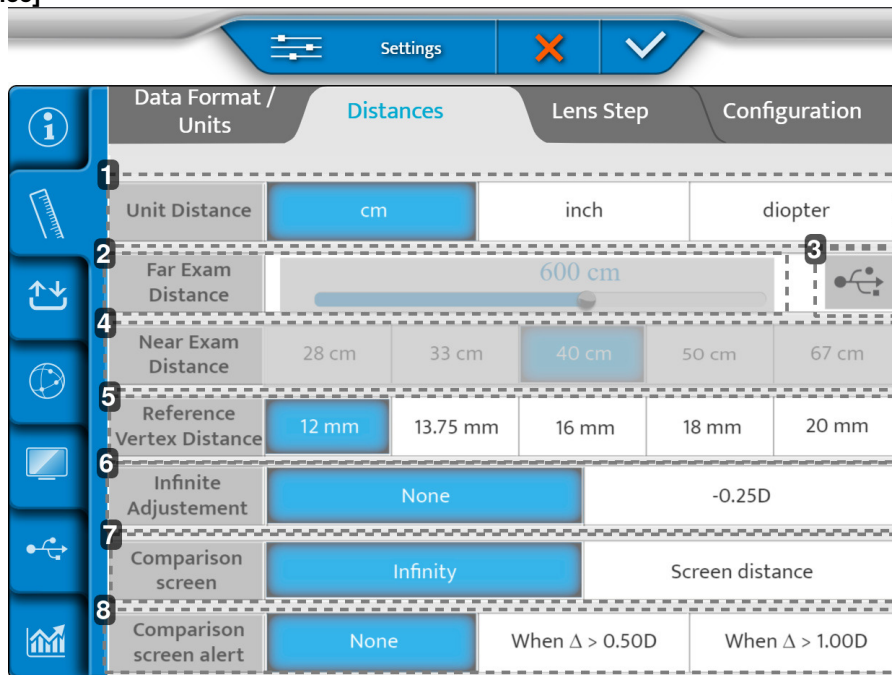 Settings
Data Format /
Units
Distances
Lens Step
Configuration
1
Unit Distance
cm
inch
diopter
2
Far Exam
Distance
600 cm
3
4
Near Exam
Distance
28 cm
33 cm
40 cm
50 cm
67 cm
5
Reference
Vertex Distance
12 mm
13.75 mm
16 mm
18 mm
20 mm
6
Infinite
Adjustement
None
-0.25D
7
Comparison
screen
Infinity
Screen distance
8
Comparison
screen alert
None
When Δ > 0.50D
When Δ > 1.00D